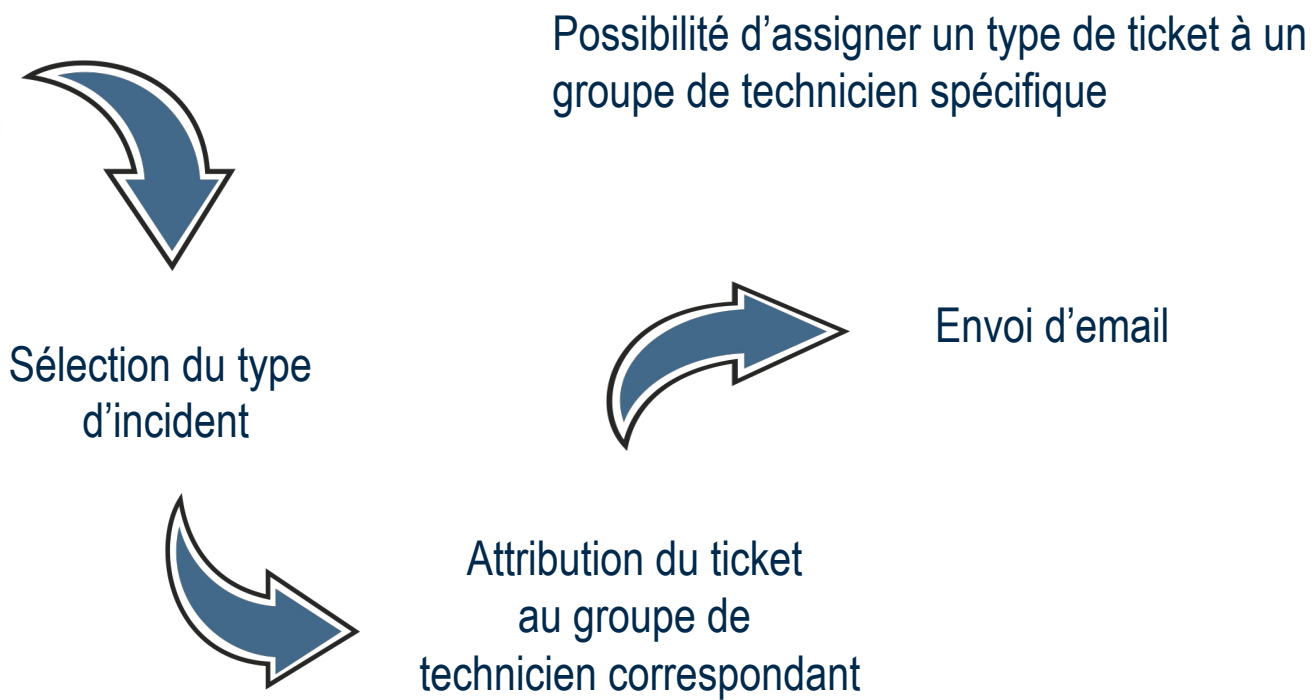 Possibilité d’assigner un type de ticket à un
groupe de technicien spécifique
Sélection du type
d’incident
Attribution du ticket
au groupe de
technicien correspondant
Envoi d’email